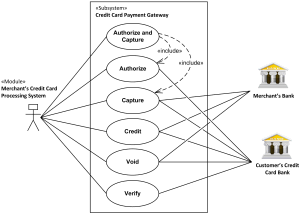 «Subsystem»
Credit Card Payment Gateway
Authorize and
Capture
«include»
«include»
Authorize
«Module»
Merchant's Credit Card
Processing System
Capture
Merchant's Bank
Credit
Void
Customer's Credit
Card Bank
Verify